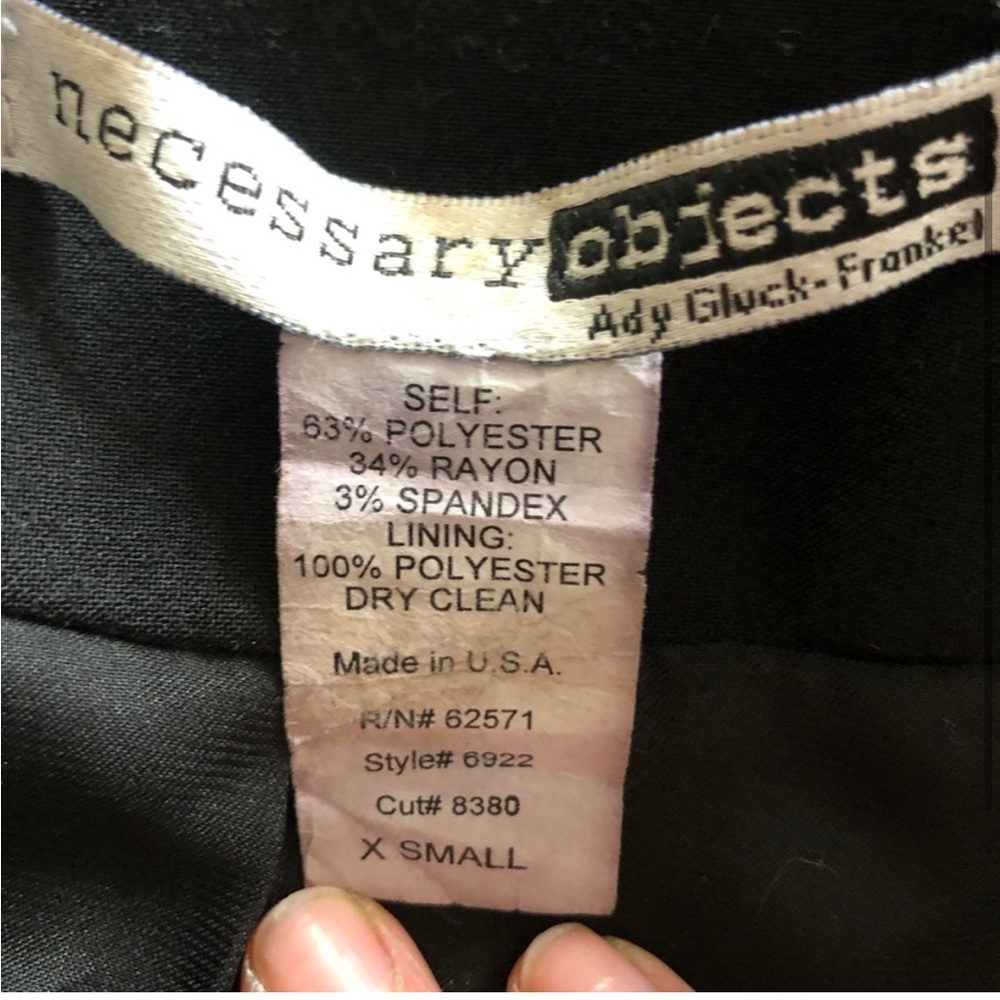 necessary objects
Ady Gluck-Frankel
SELF:
63% POLYESTER
34% RAYON
3% SPANDEX
LINING:
100% POLYESTER
DRY CLEAN
Made in U.S.A.
R/N# 62571
Style# 6922
Cut# 8380
X SMALL